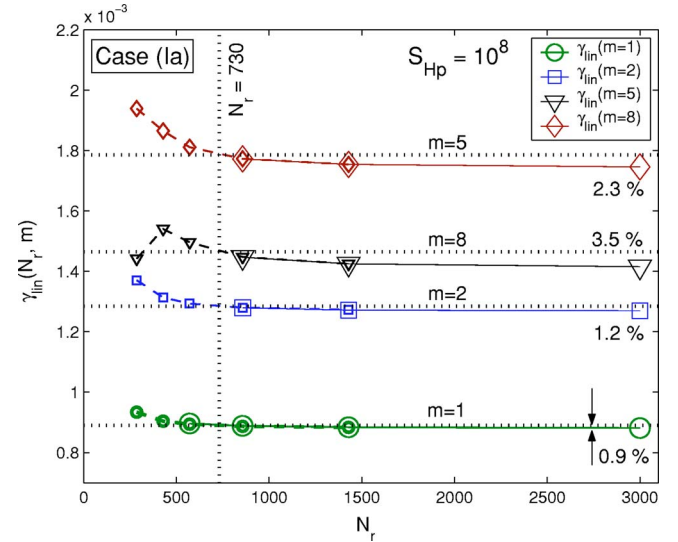 × 10⁻³
2.2
2
1.8
1.6
1.4
1.2
1
0.8
γ_lin(N_r, m)
Case (Ia)
N_r = 730
S_Hp = 10⁸
γ_lin(m=1)
γ_lin(m=2)
γ_lin(m=5)
γ_lin(m=8)
m=5
2.3 %
m=8
3.5 %
m=2
1.2 %
m=1
0.9 %
0
500
1000
1500
2000
2500
3000
N_r